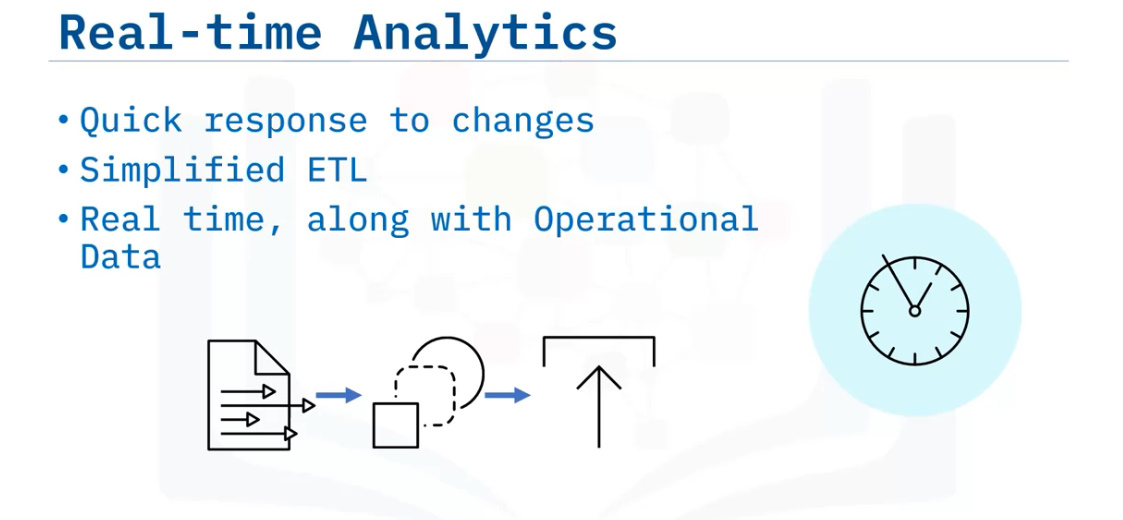 Real-time Analytics
• Quick response to changes
• Simplified ETL
• Real time, along with Operational
Data